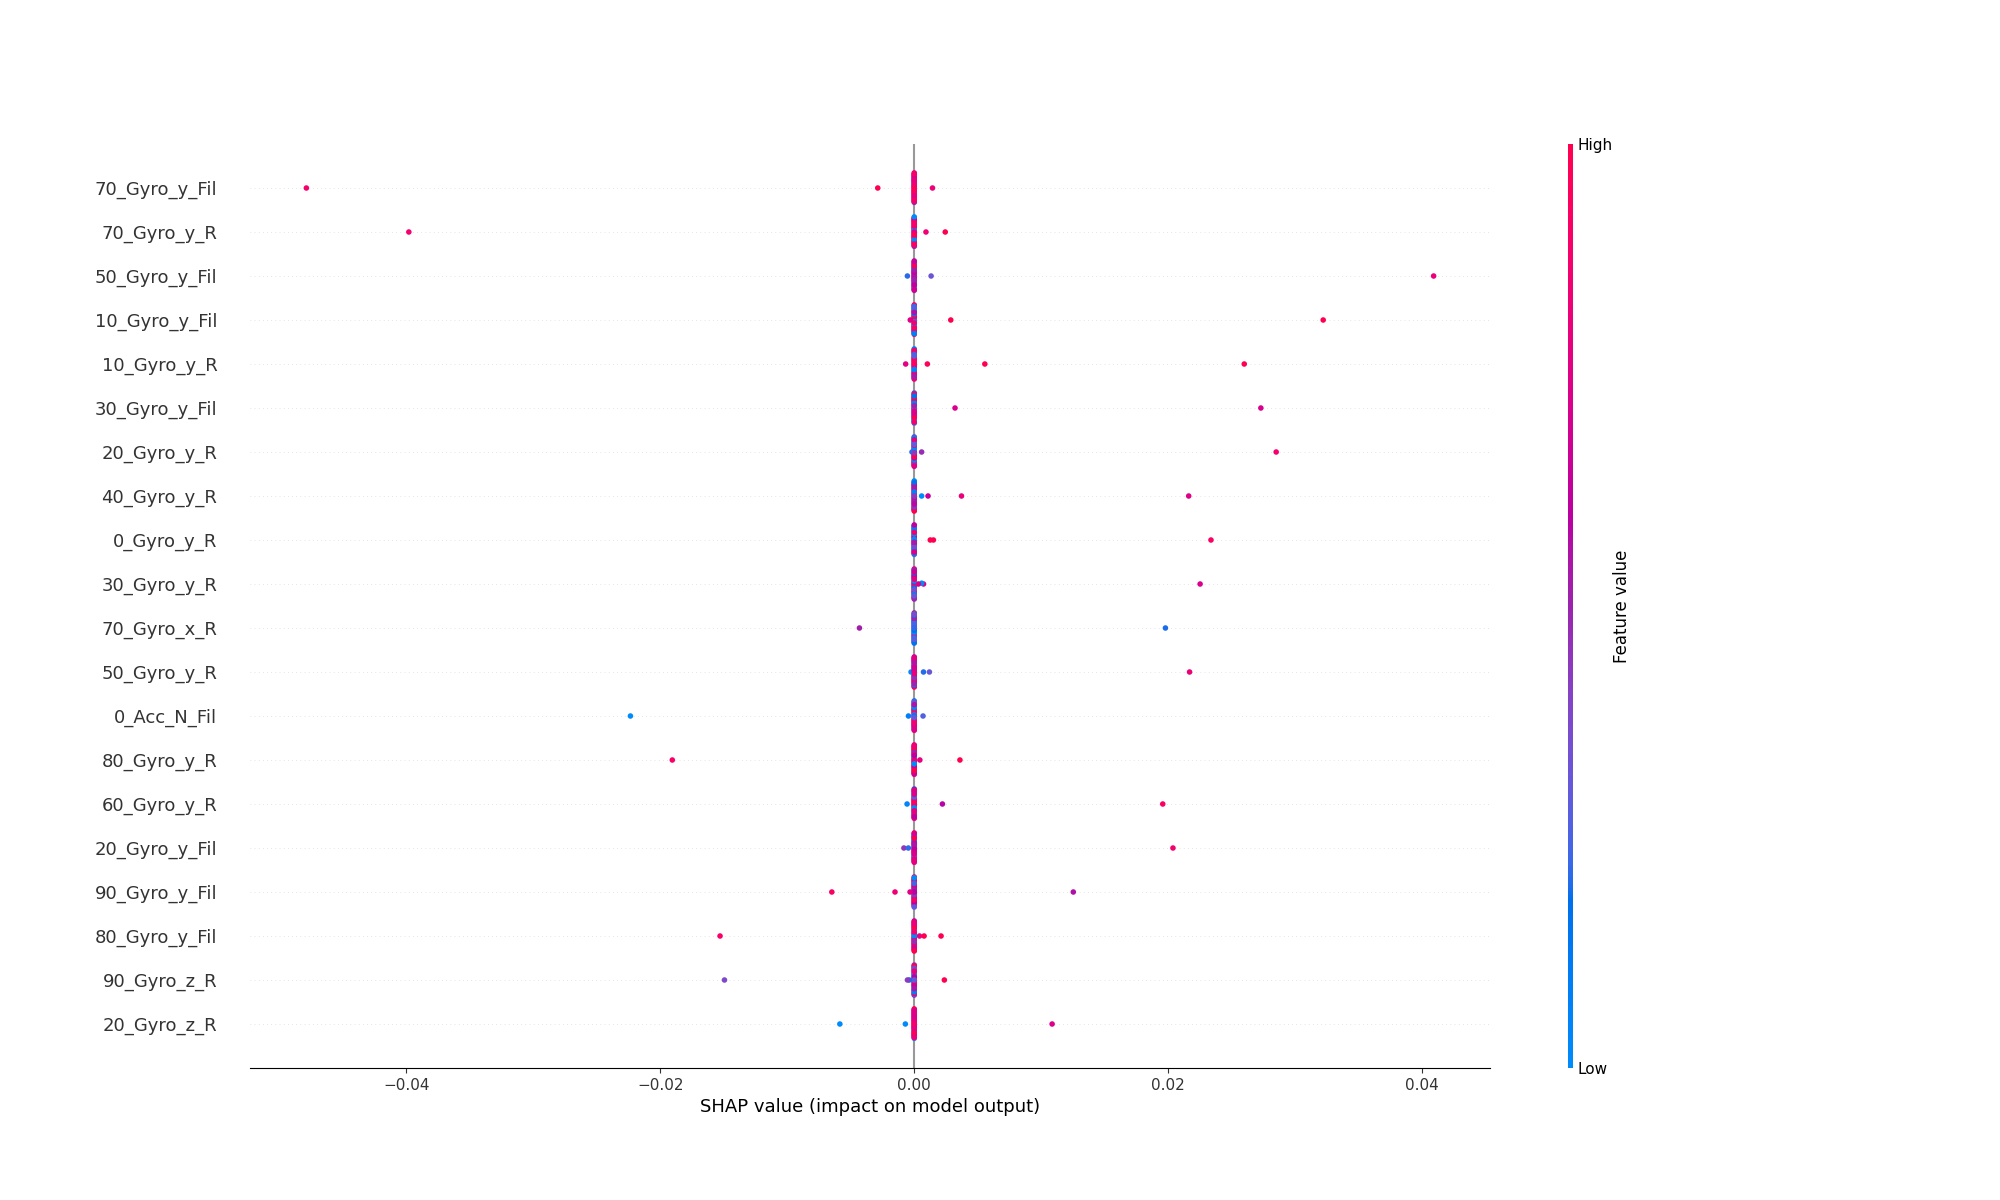 High
70_Gyro_y_Fil
70_Gyro_y_R
50_Gyro_y_Fil
10_Gyro_y_Fil
10_Gyro_y_R
30_Gyro_y_Fil
20_Gyro_y_R
40_Gyro_y_R
0_Gyro_y_R
30_Gyro_y_R
70_Gyro_x_R
50_Gyro_y_R
0_Acc_N_Fil
80_Gyro_y_R
60_Gyro_y_R
20_Gyro_y_Fil
90_Gyro_y_Fil
80_Gyro_y_Fil
90_Gyro_z_R
20_Gyro_z_R
Feature value
Low
−0.04 −0.02 0.00 0.02 0.04
SHAP value (impact on model output)